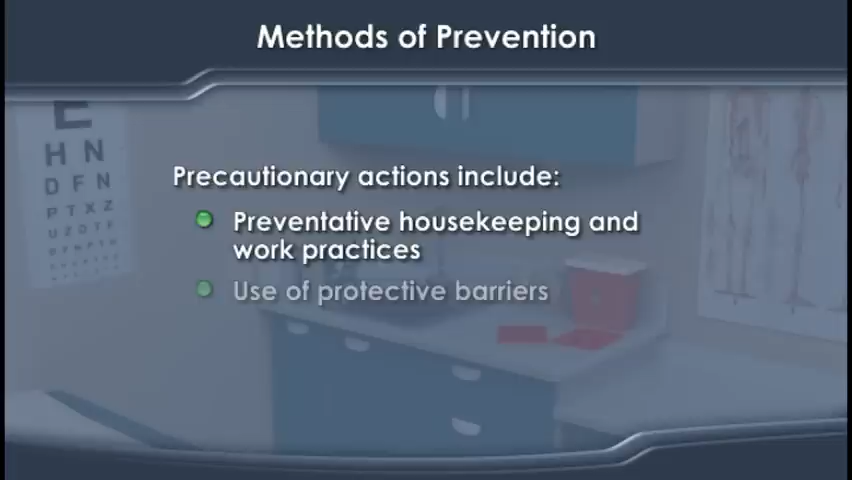 Methods of Prevention
Precautionary actions include:
Preventative housekeeping and
work practices
Use of protective barriers
E
H N
D F N
P T X Z
U Z D T F